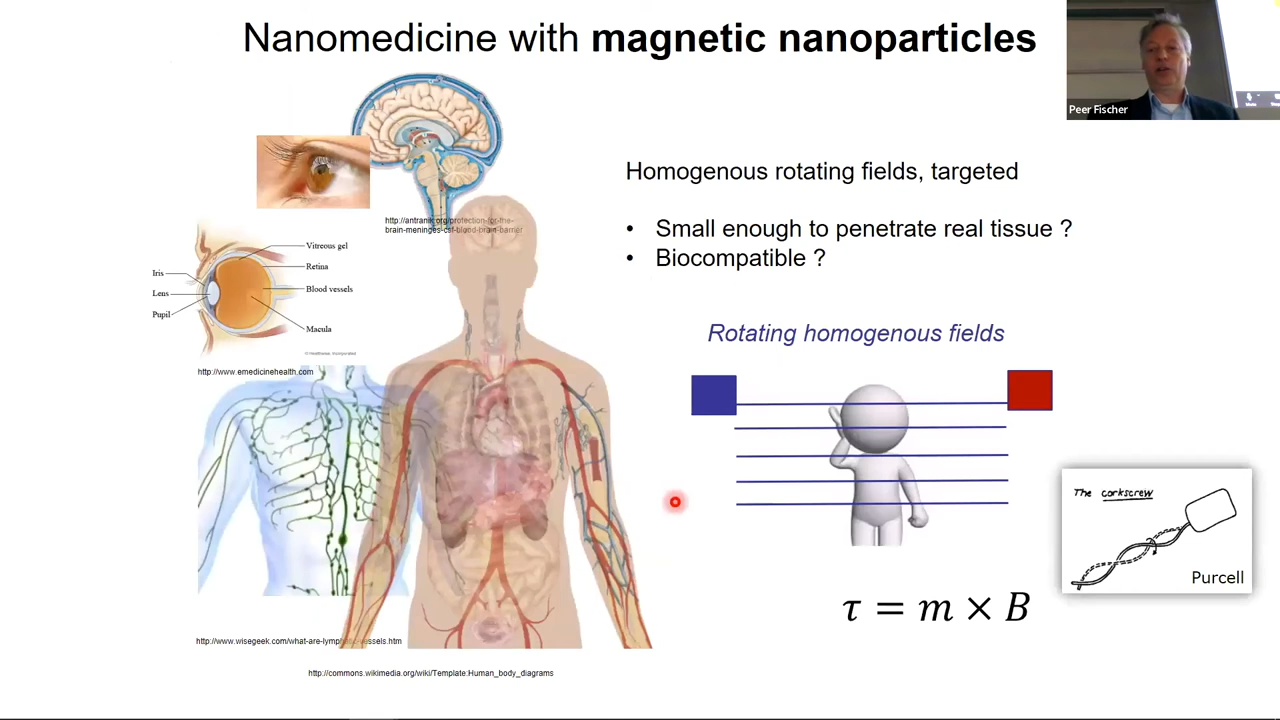 Nanomedicine with magnetic nanoparticles
Peer Fischer
Homogenous rotating fields, targeted
• Small enough to penetrate real tissue ?
• Biocompatible ?
http://antranik.org/protection-for-the-
brain-meninges-csf-blood-brain-barrier
Vitreous gel
Retina
Iris
Blood vessels
Lens
Pupil
Macula
© Healthwise, Incorporated
http://www.emedicinehealth.com
Rotating homogenous fields
The corkscrew
Purcell
τ = m × B
http://www.wisegeek.com/what-are-lymphatic-vessels.htm
http://commons.wikimedia.org/wiki/Template:Human_body_diagrams